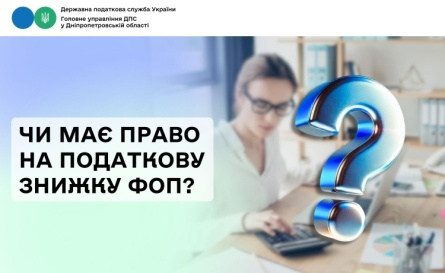 Державна податкова служба України
Головне управління ДПС
у Дніпропетровській області
ЧИ МАЄ ПРАВО
НА ПОДАТКОВУ
ЗНИЖКУ ФОП?